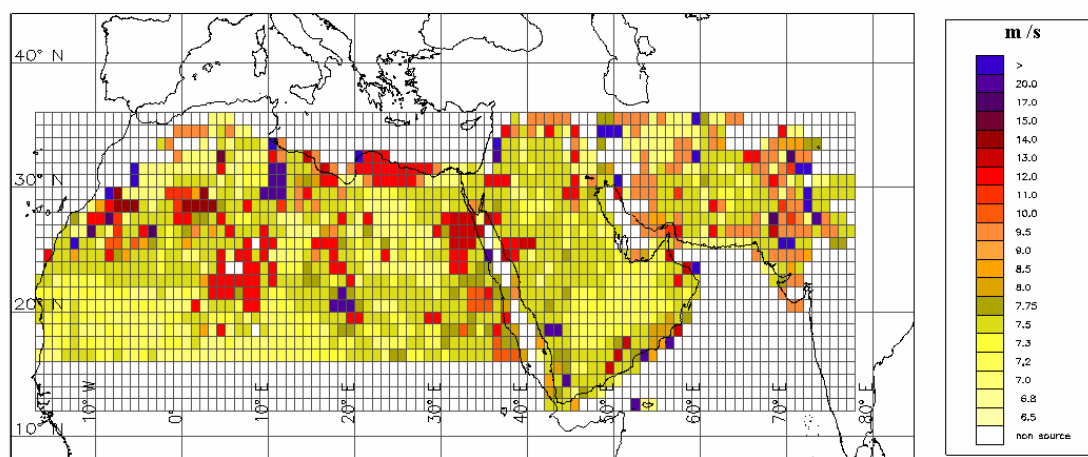 40° N
30° N
20° N
10° N
10° W
0°
10° E
20° E
30° E
40° E
50° E
60° E
70° E
80° E
m /s
>
20.0
17.0
15.0
14.0
13.0
12.0
11.0
10.0
9.5
9.0
8.5
8.0
7.75
7.5
7.3
7.2
7.0
6.8
6.5
non source